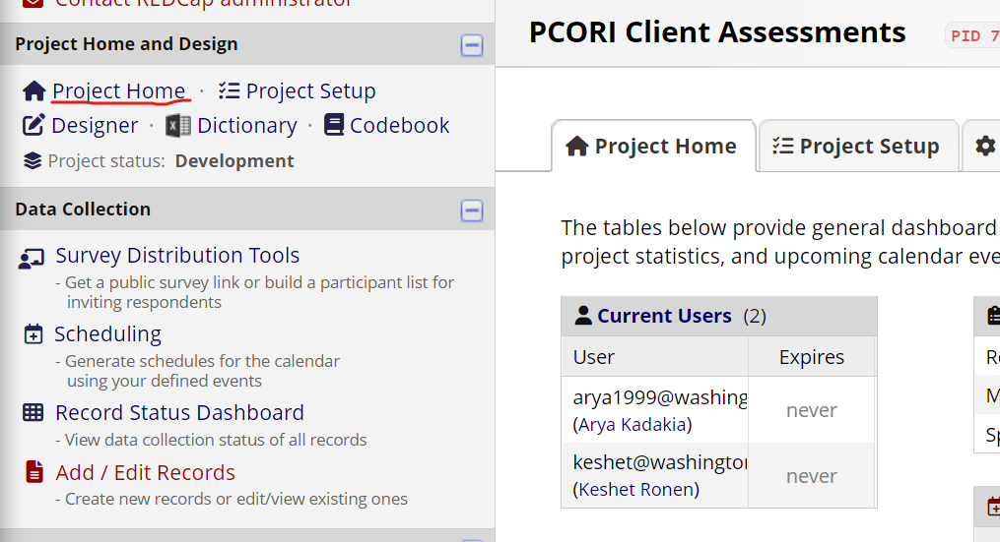 Contact REDCap administrator
Project Home and Design
Project Home · Project Setup
Designer · Dictionary · Codebook
Project status: Development
Data Collection
Survey Distribution Tools
- Get a public survey link or build a participant list for
inviting respondents
Scheduling
- Generate schedules for the calendar
using your defined events
Record Status Dashboard
- View data collection status of all records
Add / Edit Records
- Create new records or edit/view existing ones
PCORI Client Assessments
PID 7
Project Home
Project Setup
The tables below provide general dashboard
project statistics, and upcoming calendar eve
Current Users (2)
User Expires
arya1999@washing
(Arya Kadakia)
never
keshet@washington
(Keshet Ronen)
never
R
M
Sp